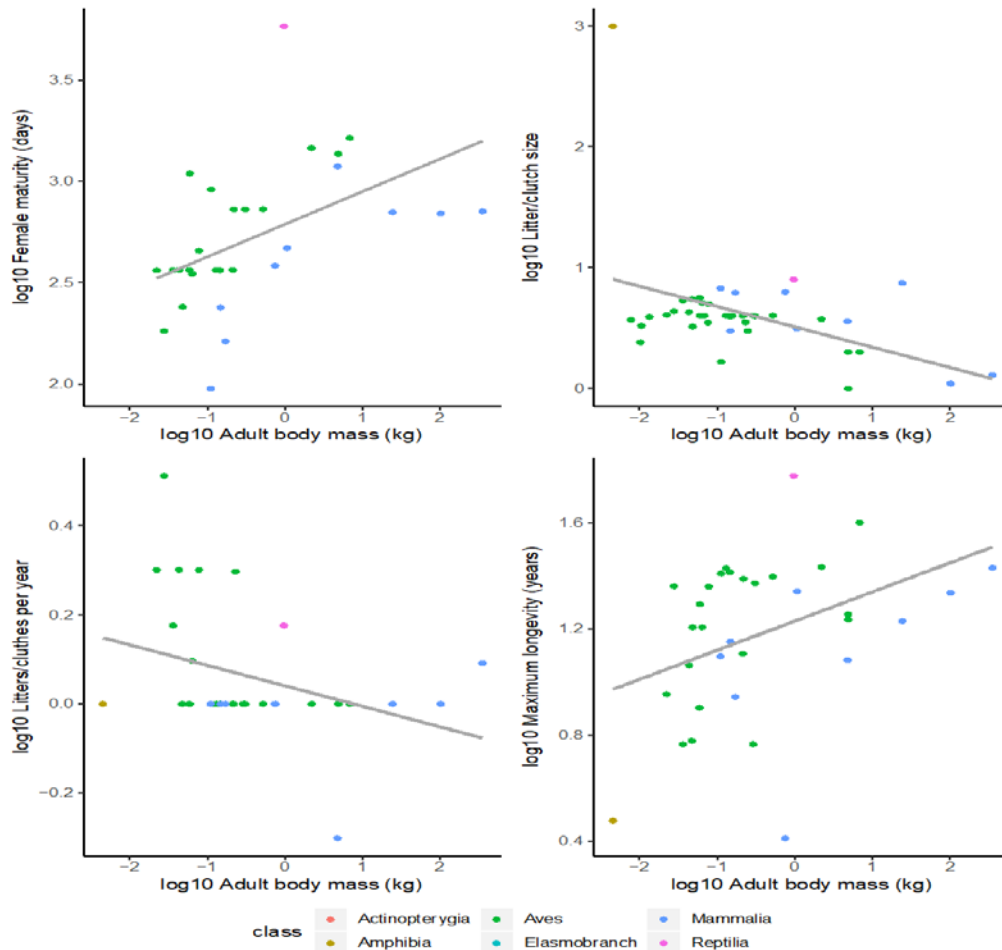 3.5
3.0
2.5
2.0
log10 Female maturity (days)
−2 −1 0 1 2
log10 Adult body mass (kg)
3
2
1
0
log10 Litter/clutch size
−2 −1 0 1 2
log10 Adult body mass (kg)
0.4
0.2
0.0
−0.2
log10 Litters/cluthes per year
−2 −1 0 1 2
log10 Adult body mass (kg)
1.6
1.2
0.8
0.4
log10 Maximum longevity (years)
−2 −1 0 1 2
log10 Adult body mass (kg)
class
Actinopterygia Aves Mammalia
Amphibia Elasmobranch Reptilia